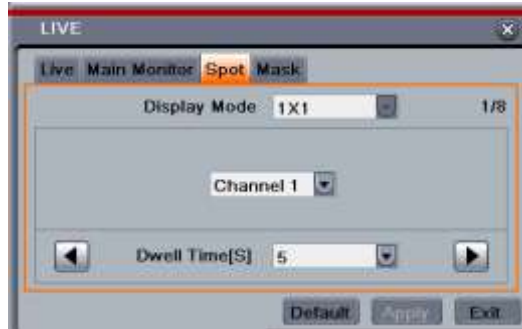 LIVE
Live Main Monitor Spot Mask
Display Mode 1X1 1/8
Channel 1
Dwell Time[S] 5
Default Apply Exit